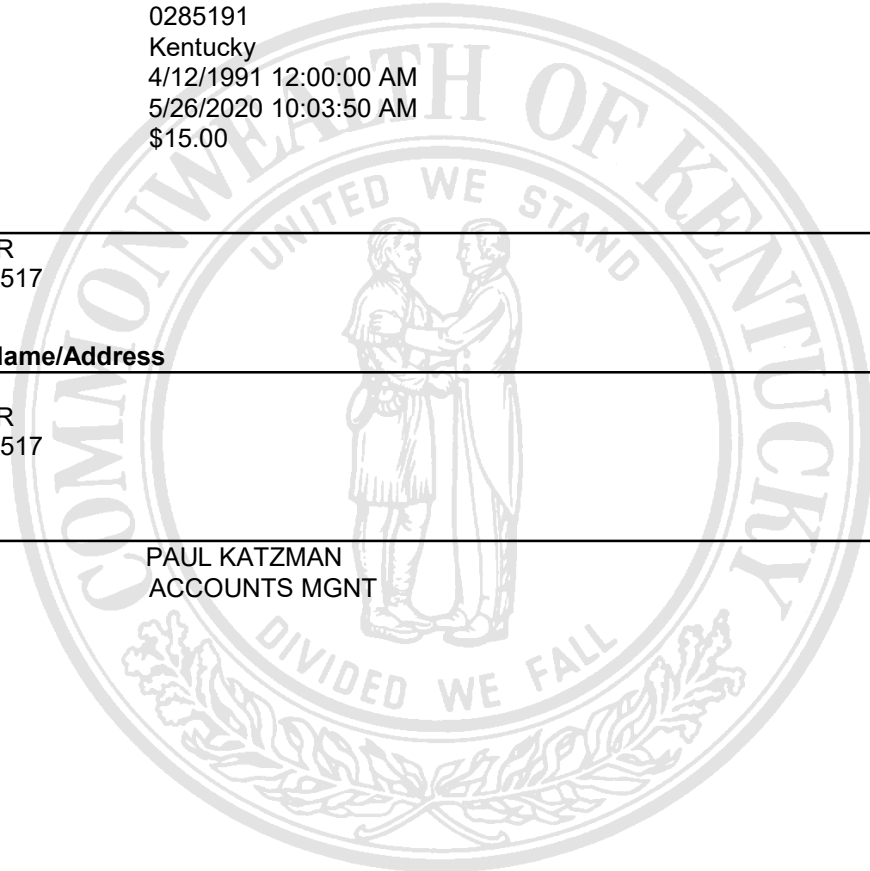 0285191
Kentucky
4/12/1991 12:00:00 AM
5/26/2020 10:03:50 AM
$15.00
COMMONWEALTH OF KENTUCKY
UNITED WE STAND
R
517
lame/Address
R
517
PAUL KATZMAN
ACCOUNTS MGNT
DIVIDED WE FALL